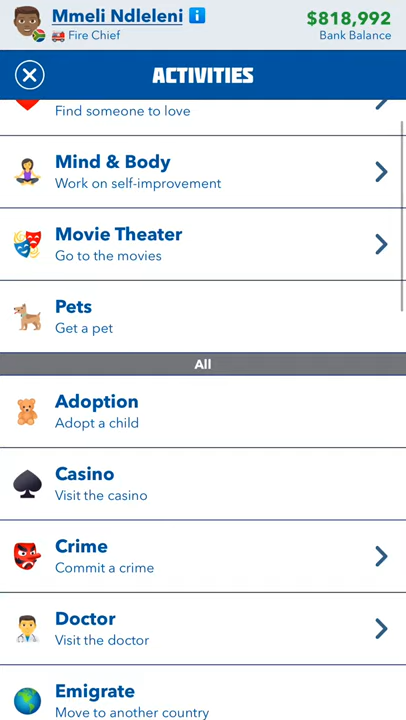 Mmeli Ndleleni
$818,992
Fire Chief
Bank Balance
ACTIVITIES
Find someone to love
Mind & Body
Work on self-improvement
Movie Theater
Go to the movies
Pets
Get a pet
All
Adoption
Adopt a child
Casino
Visit the casino
Crime
Commit a crime
Doctor
Visit the doctor
Emigrate
Move to another country